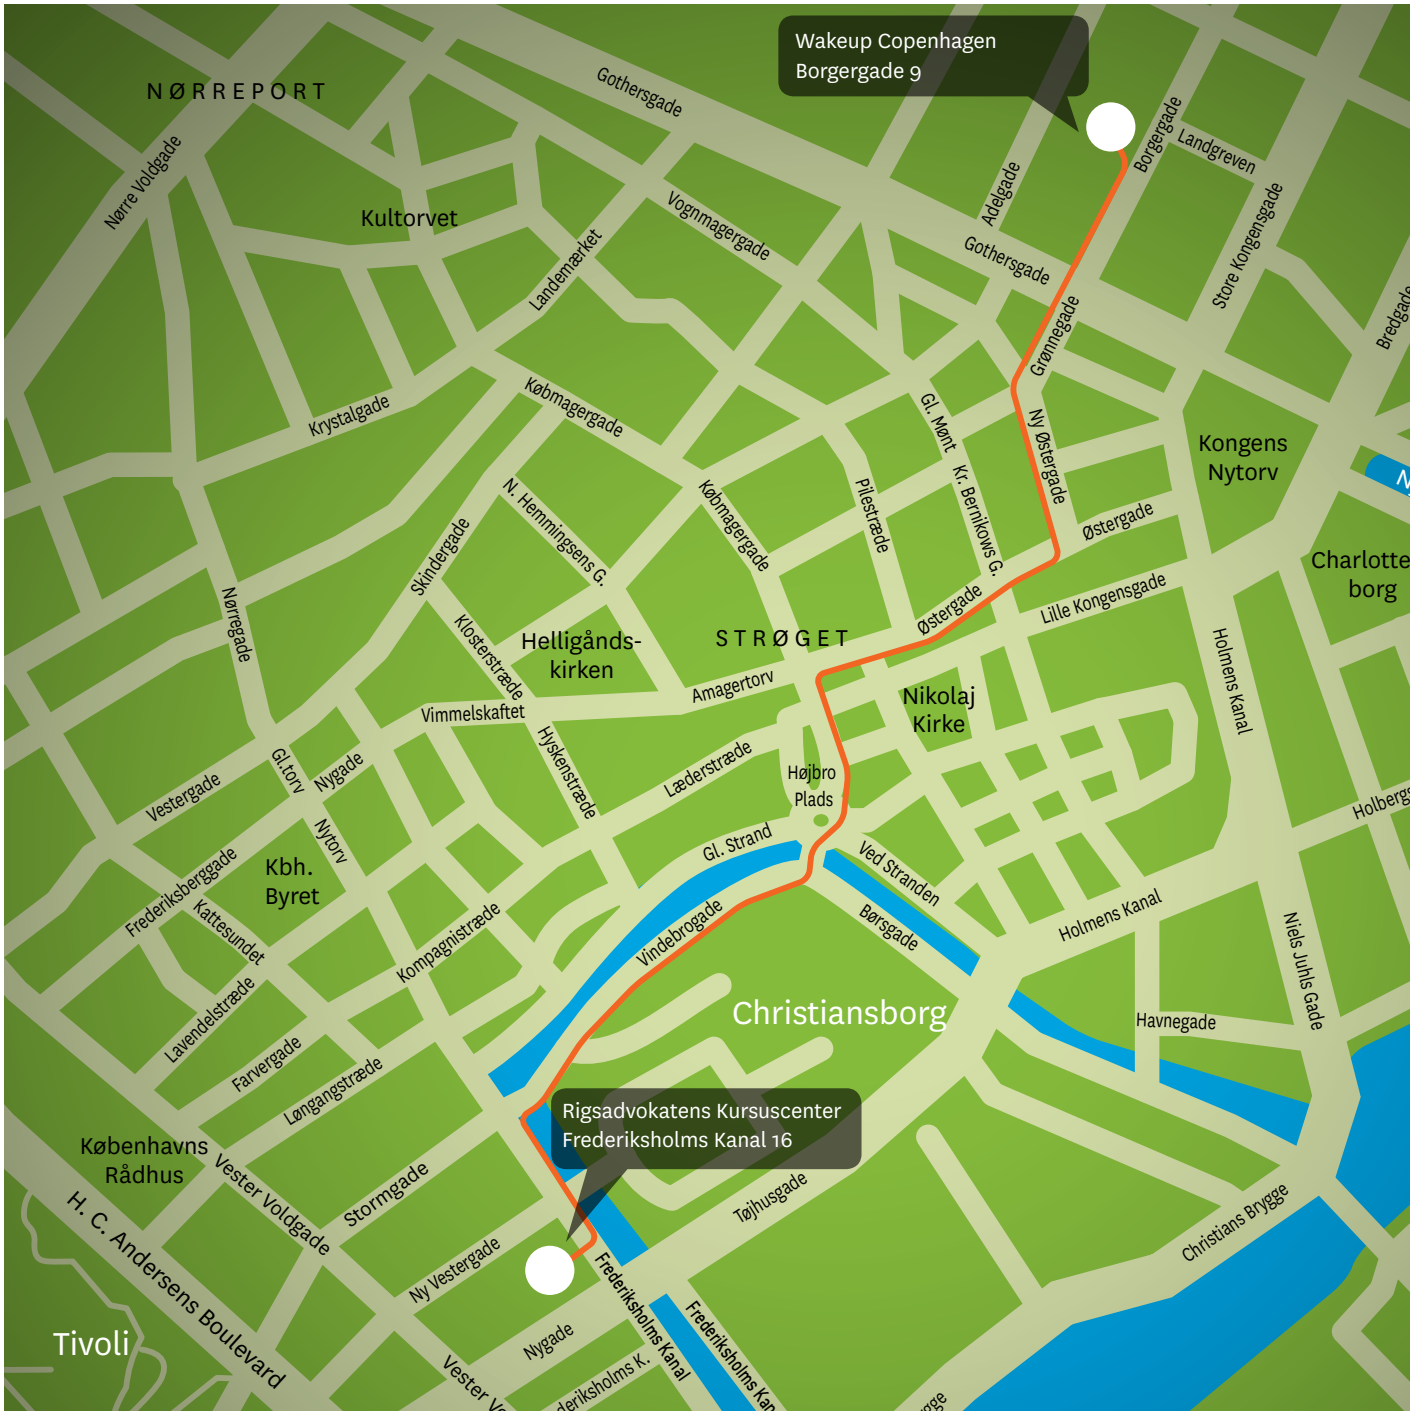 Wakeup Copenhagen
Borgergade 9
NØRREPORT
Gothersgade
Borgergade
Landgreven
Nørre Voldgade
Adelgade
Kultorvet
Vognmagergade
Store Kongensgade
Landemærket
Gothersgade
Bredgade
Grønnegade
Krystalgade
Købmagergade
Gl. Mønt
Ny Østergade
Kongens
Nytorv
N
N. Hemmingsens G.
Købmagergade
Pilestræde
Kr. Bernikows G.
Østergade
Skindergade
Charlotte
borg
Nørregade
Klosterstræde
Helligånds-
kirken
STRØGET
Østergade
Lille Kongensgade
Holmens Kanal
Amagertorv
Nikolaj
Kirke
Vimmelskaftet
Hyskenstræde
Læderstræde
Højbro
Plads
Gl.torv
Nygade
Vestergade
Holbergs
Nytorv
Gl. Strand
Ved Stranden
Kbh.
Byret
Frederiksberggade
Kattesundet
Kompagnistræde
Vindebrogade
Børsgade
Holmens Kanal
Niels Juhls Gade
Lavendelstræde
Christiansborg
Havnegade
Farvergade
Løngangstræde
Rigsadvokatens Kursuscenter
Frederiksholms Kanal 16
Københavns
Rådhus
Vester Voldgade
Stormgade
Tøjhusgade
H. C. Andersens Boulevard
Christians Brygge
Ny Vestergade
Frederiksholms Kanal
Frederiksholms Kan
Tivoli
Nygade
Vester Vo
deriksholms K.
gge